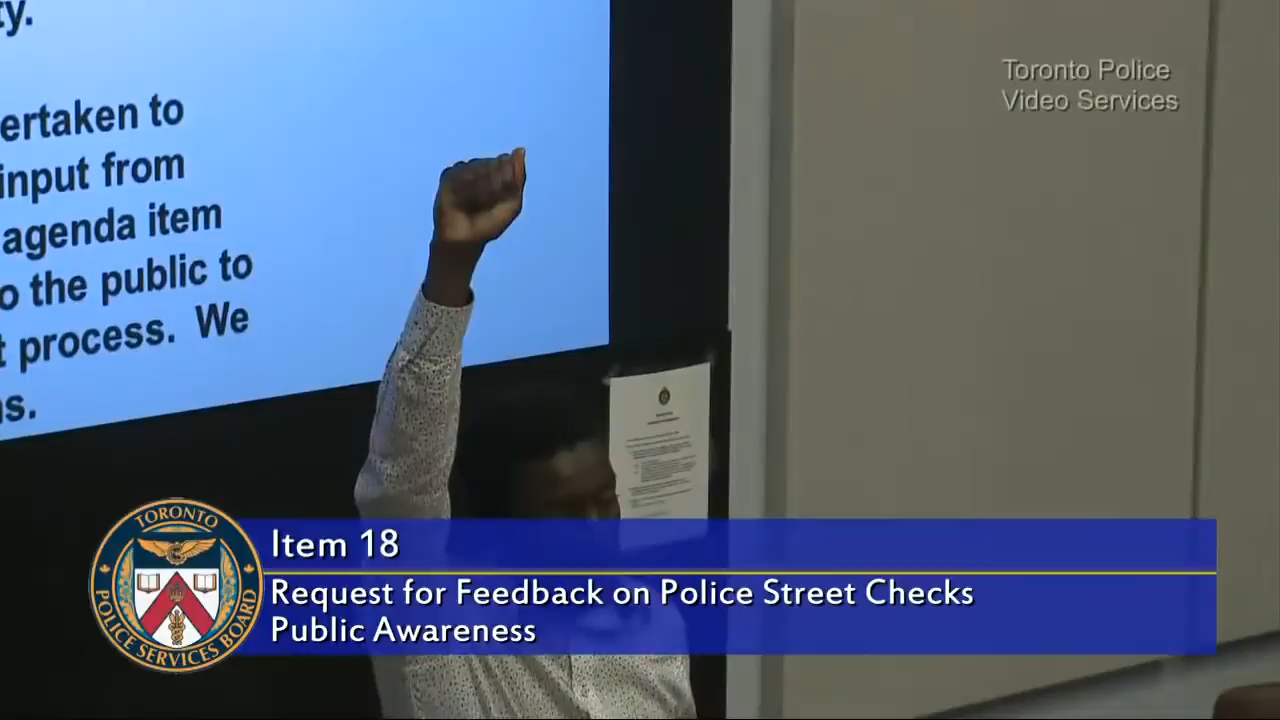 ty.
ertaken to
input from
agenda item
o the public to
t process. We
ns.
Toronto Police
Video Services
TORONTO
POLICE SERVICES BOARD
Item 18
Request for Feedback on Police Street Checks
Public Awareness